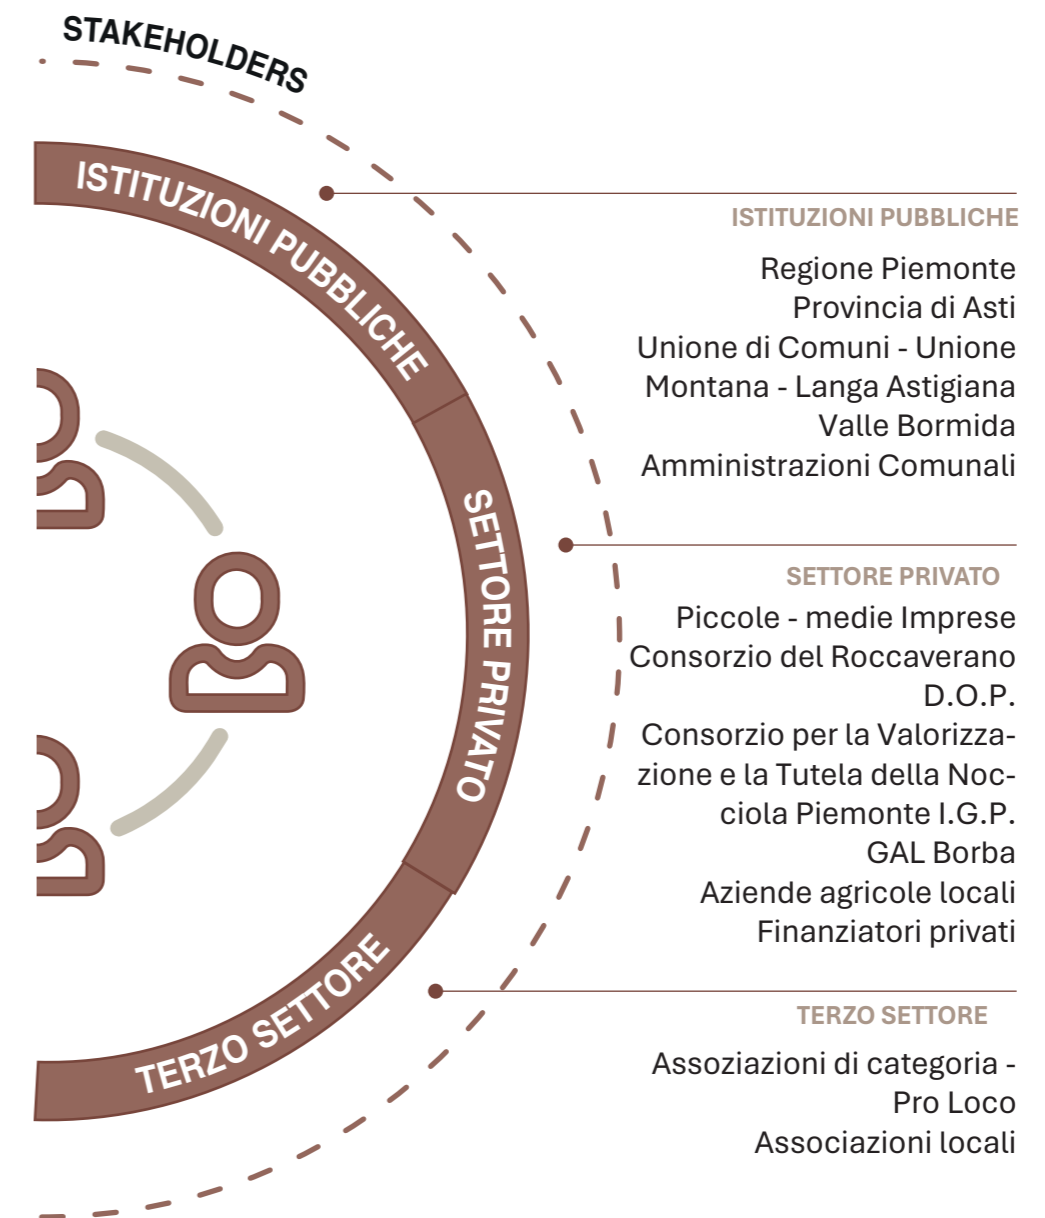 STAKEHOLDERS
ISTITUZIONI PUBBLICHE
SETTORE PRIVATO
TERZO SETTORE
ISTITUZIONI PUBBLICHE
Regione Piemonte
Provincia di Asti
Unione di Comuni - Unione
Montana - Langa Astigiana
Valle Bormida
Amministrazioni Comunali
SETTORE PRIVATO
Piccole - medie Imprese
Consorzio del Roccaverano
D.O.P.
Consorzio per la Valorizza-
zione e la Tutela della Noc-
ciola Piemonte I.G.P.
GAL Borba
Aziende agricole locali
Finanziatori privati
TERZO SETTORE
Assoziazioni di categoria -
Pro Loco
Associazioni locali